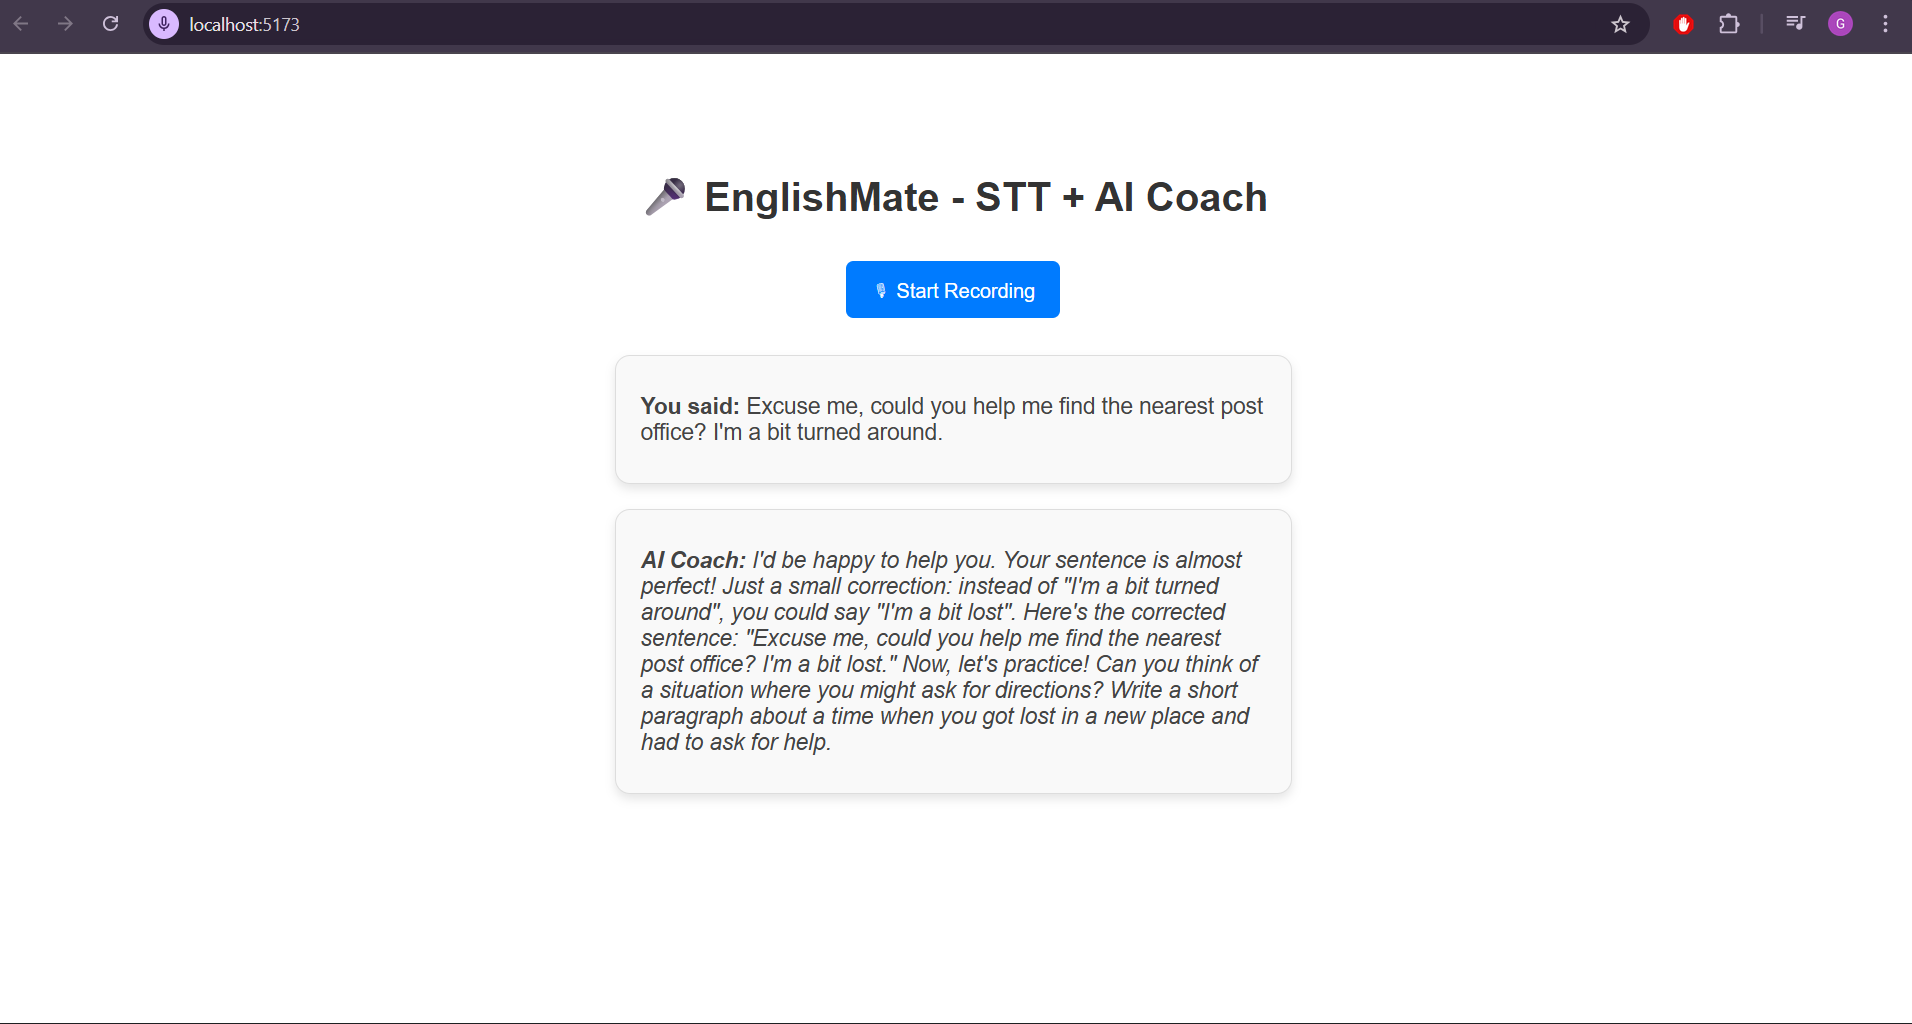 localhost:5173
G
🎤 EnglishMate - STT + AI Coach
🎙 Start Recording
You said: Excuse me, could you help me find the nearest post
office? I'm a bit turned around.
AI Coach: I'd be happy to help you. Your sentence is almost
perfect! Just a small correction: instead of "I'm a bit turned
around", you could say "I'm a bit lost". Here's the corrected
sentence: "Excuse me, could you help me find the nearest
post office? I'm a bit lost." Now, let's practice! Can you think of
a situation where you might ask for directions? Write a short
paragraph about a time when you got lost in a new place and
had to ask for help.